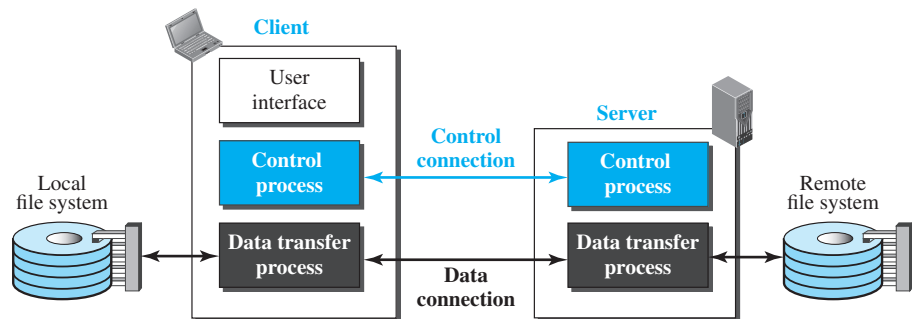 Client
User
interface
Control
process
Data transfer
process
Control
connection
Data
connection
Server
Control
process
Data transfer
process
Local
file system
Remote
file system